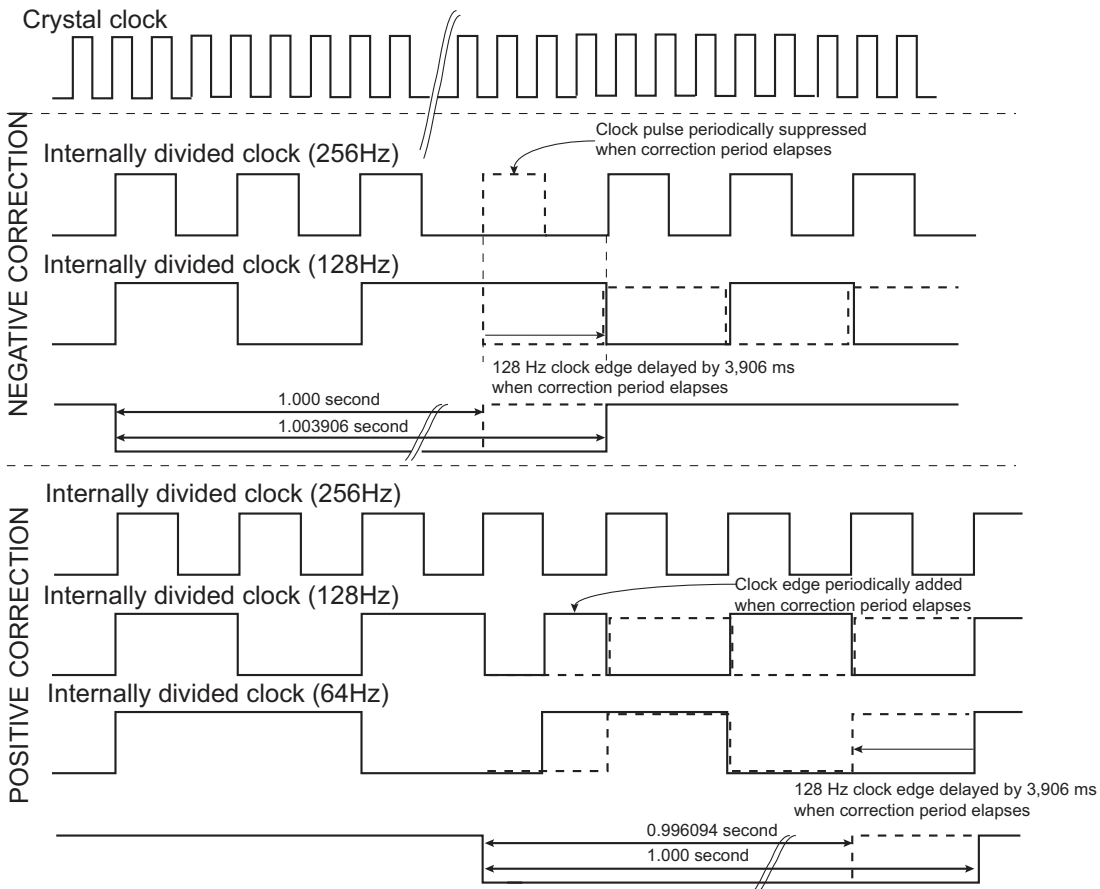 Crystal clock
NEGATIVE CORRECTION
Clock pulse periodically suppressed
when correction period elapses
Internally divided clock (256Hz)
Internally divided clock (128Hz)
128 Hz clock edge delayed by 3,906 ms
when correction period elapses
1.000 second
1.003906 second
POSITIVE CORRECTION
Internally divided clock (256Hz)
Internally divided clock (128Hz)
Clock edge periodically added
when correction period elapses
Internally divided clock (64Hz)
128 Hz clock edge delayed by 3,906 ms
when correction period elapses
0.996094 second
1.000 second